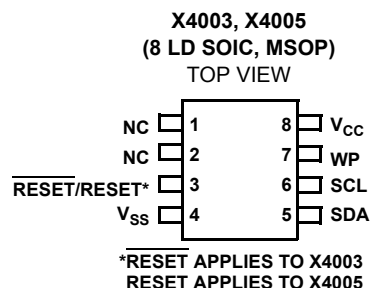 X4003, X4005
(8 LD SOIC, MSOP)
TOP VIEW
NC 1 8 VCC
NC 2 7 WP
RESET/RESET* 3 6 SCL
VSS 4 5 SDA
*RESET APPLIES TO X4003
RESET APPLIES TO X4005